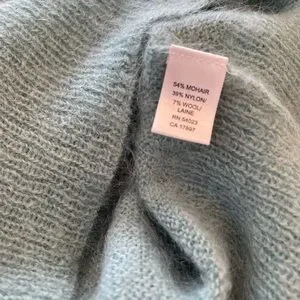 54% MOHAIR
39% NYLON/
7% WOOL/
LAINE
RN 54023
CA 17897